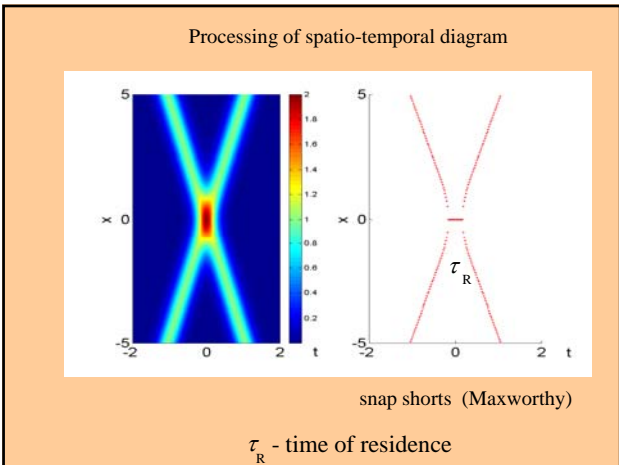 Processing of spatio-temporal diagram
5
x 0
-5
-2 0 2 t
2
1.8
1.6
1.4
1.2
1
0.8
0.6
0.4
0.2
5
x 0
-5
-2 0 2
t
τR
snap shorts (Maxworthy)
τR - time of residence